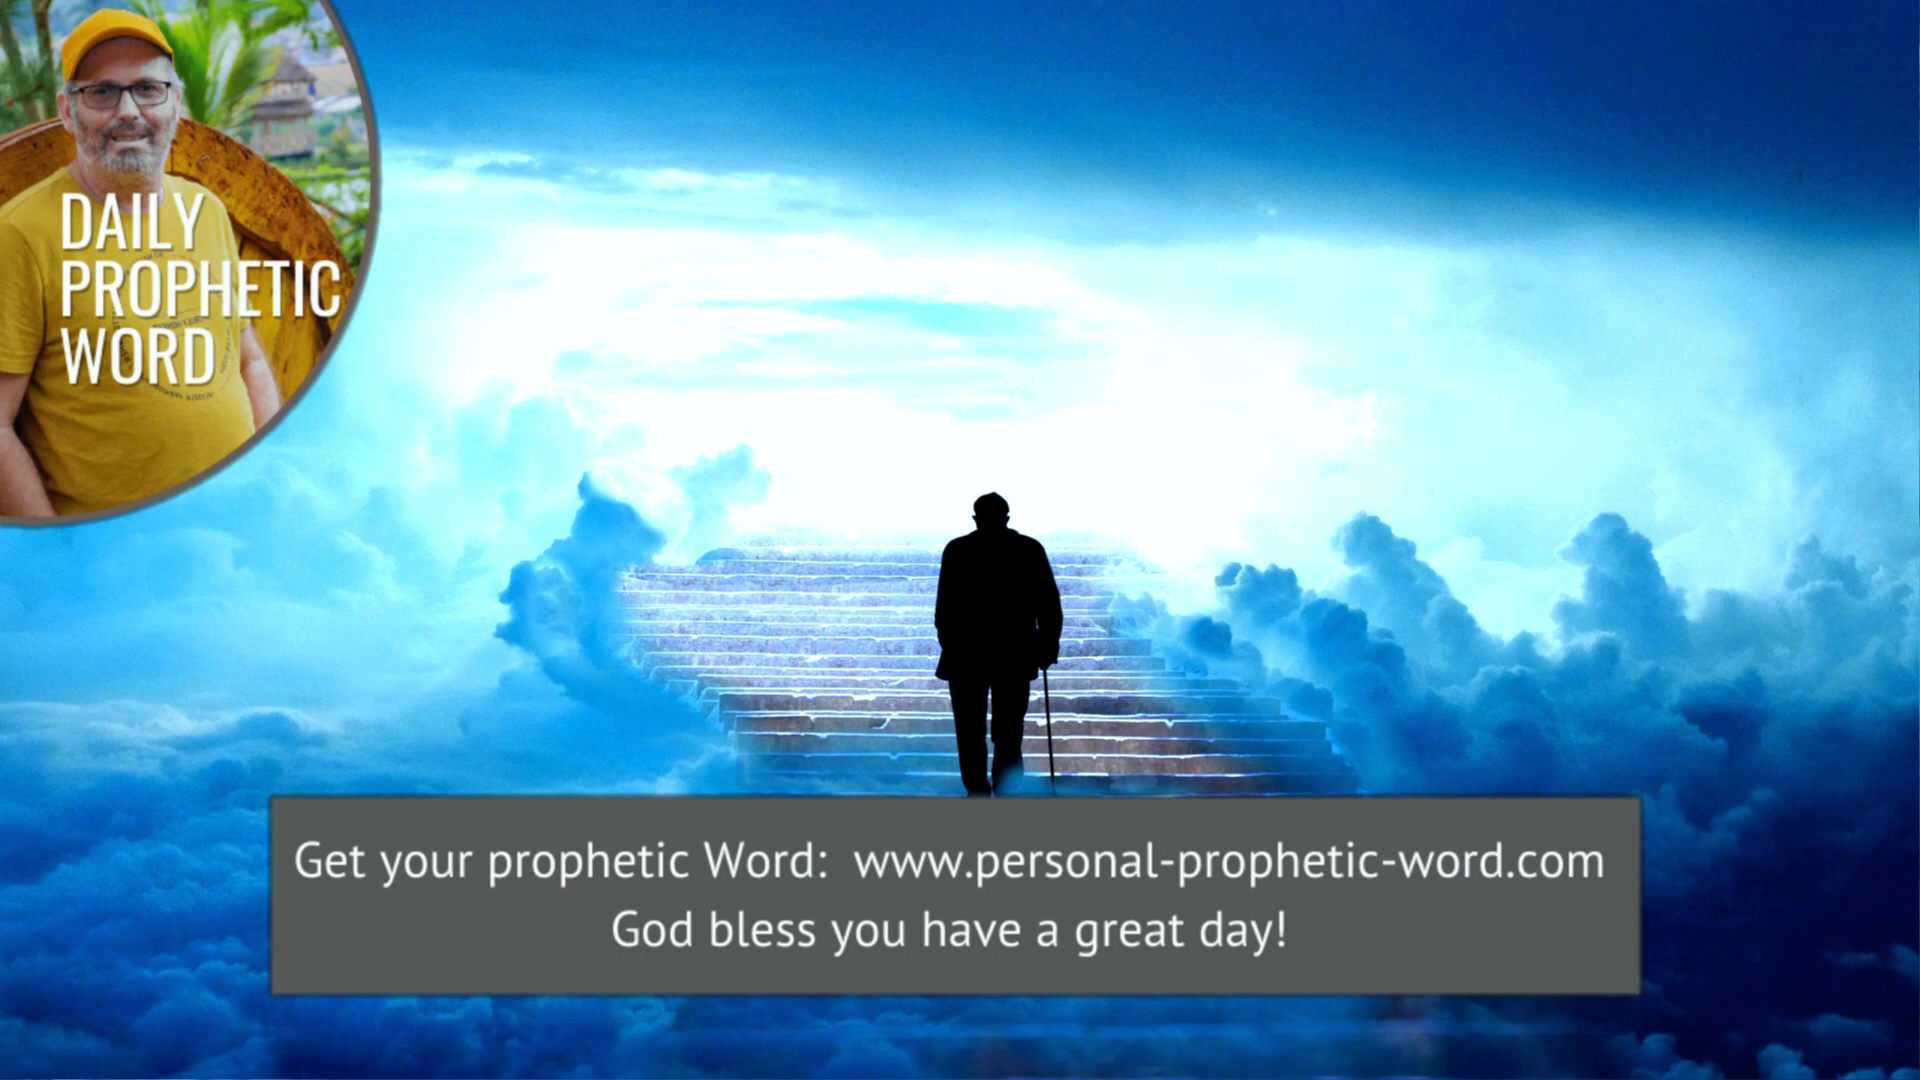 DAILY
PROPHETIC
WORD
Get your prophetic Word: www.personal-prophetic-word.com
God bless you have a great day!